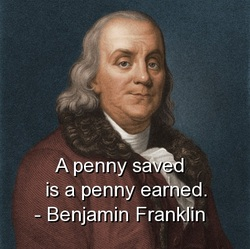 A penny saved
is a penny earned.
- Benjamin Franklin